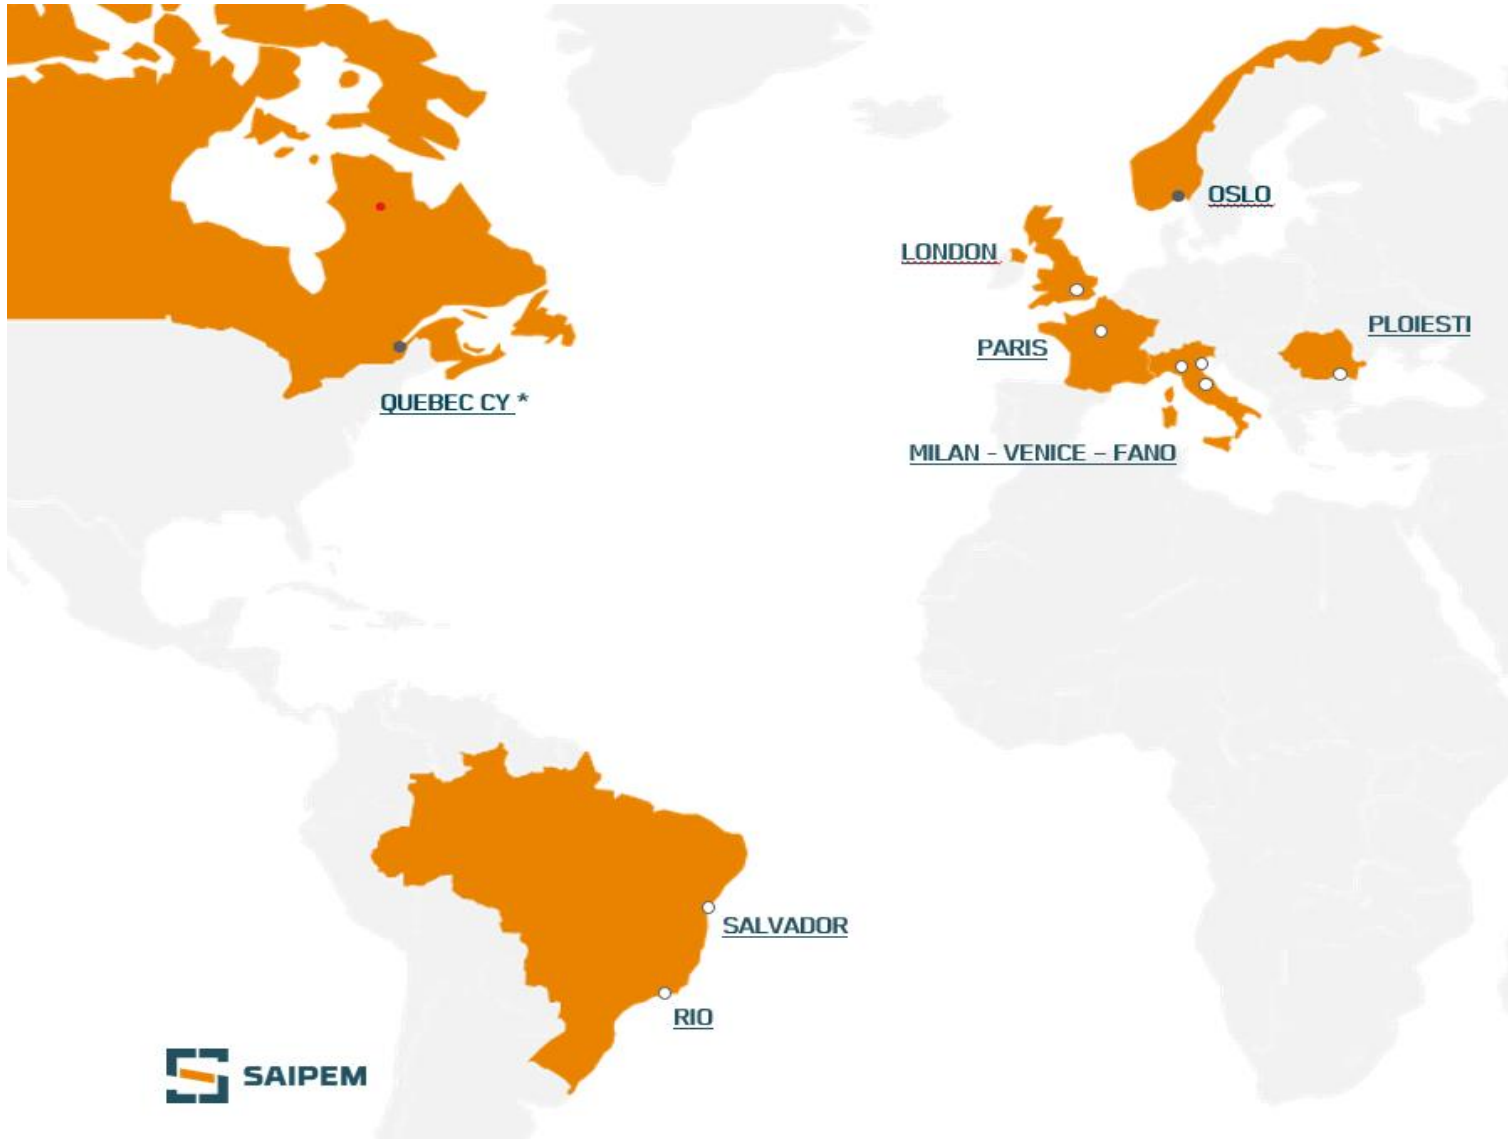 OSLO
LONDON
PLOIESTI
PARIS
QUEBEC CY *
MILAN - VENICE – FANO
SALVADOR
RIO
SAIPEM